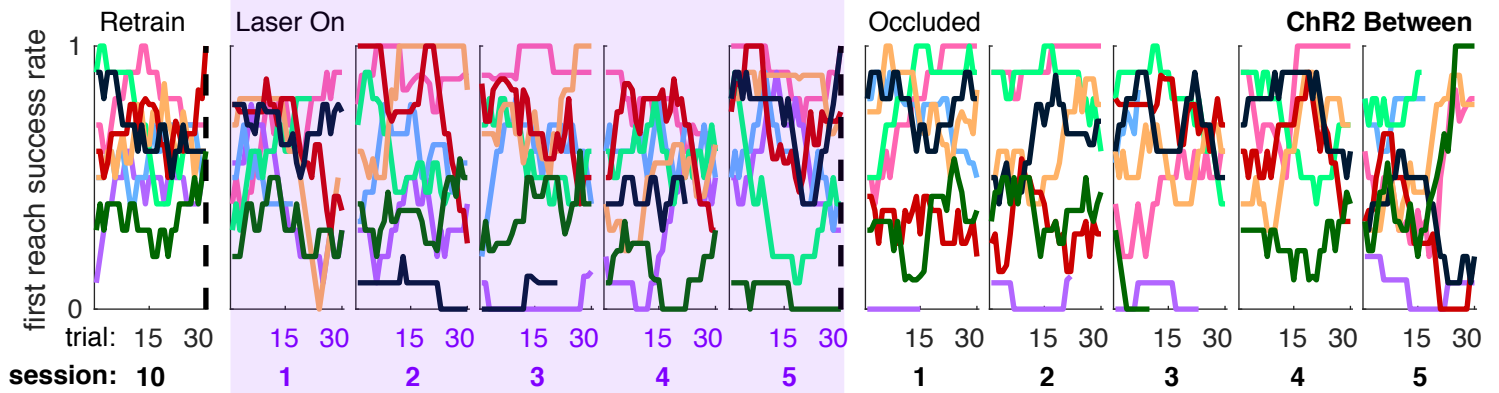 Retrain Laser On Occluded ChR2 Between
first reach success rate
1
0
trial: 15 30 15 30 15 30 15 30 15 30 15 30 15 30 15 30 15 30 15 30 15 30
session: 10 1 2 3 4 5 1 2 3 4 5